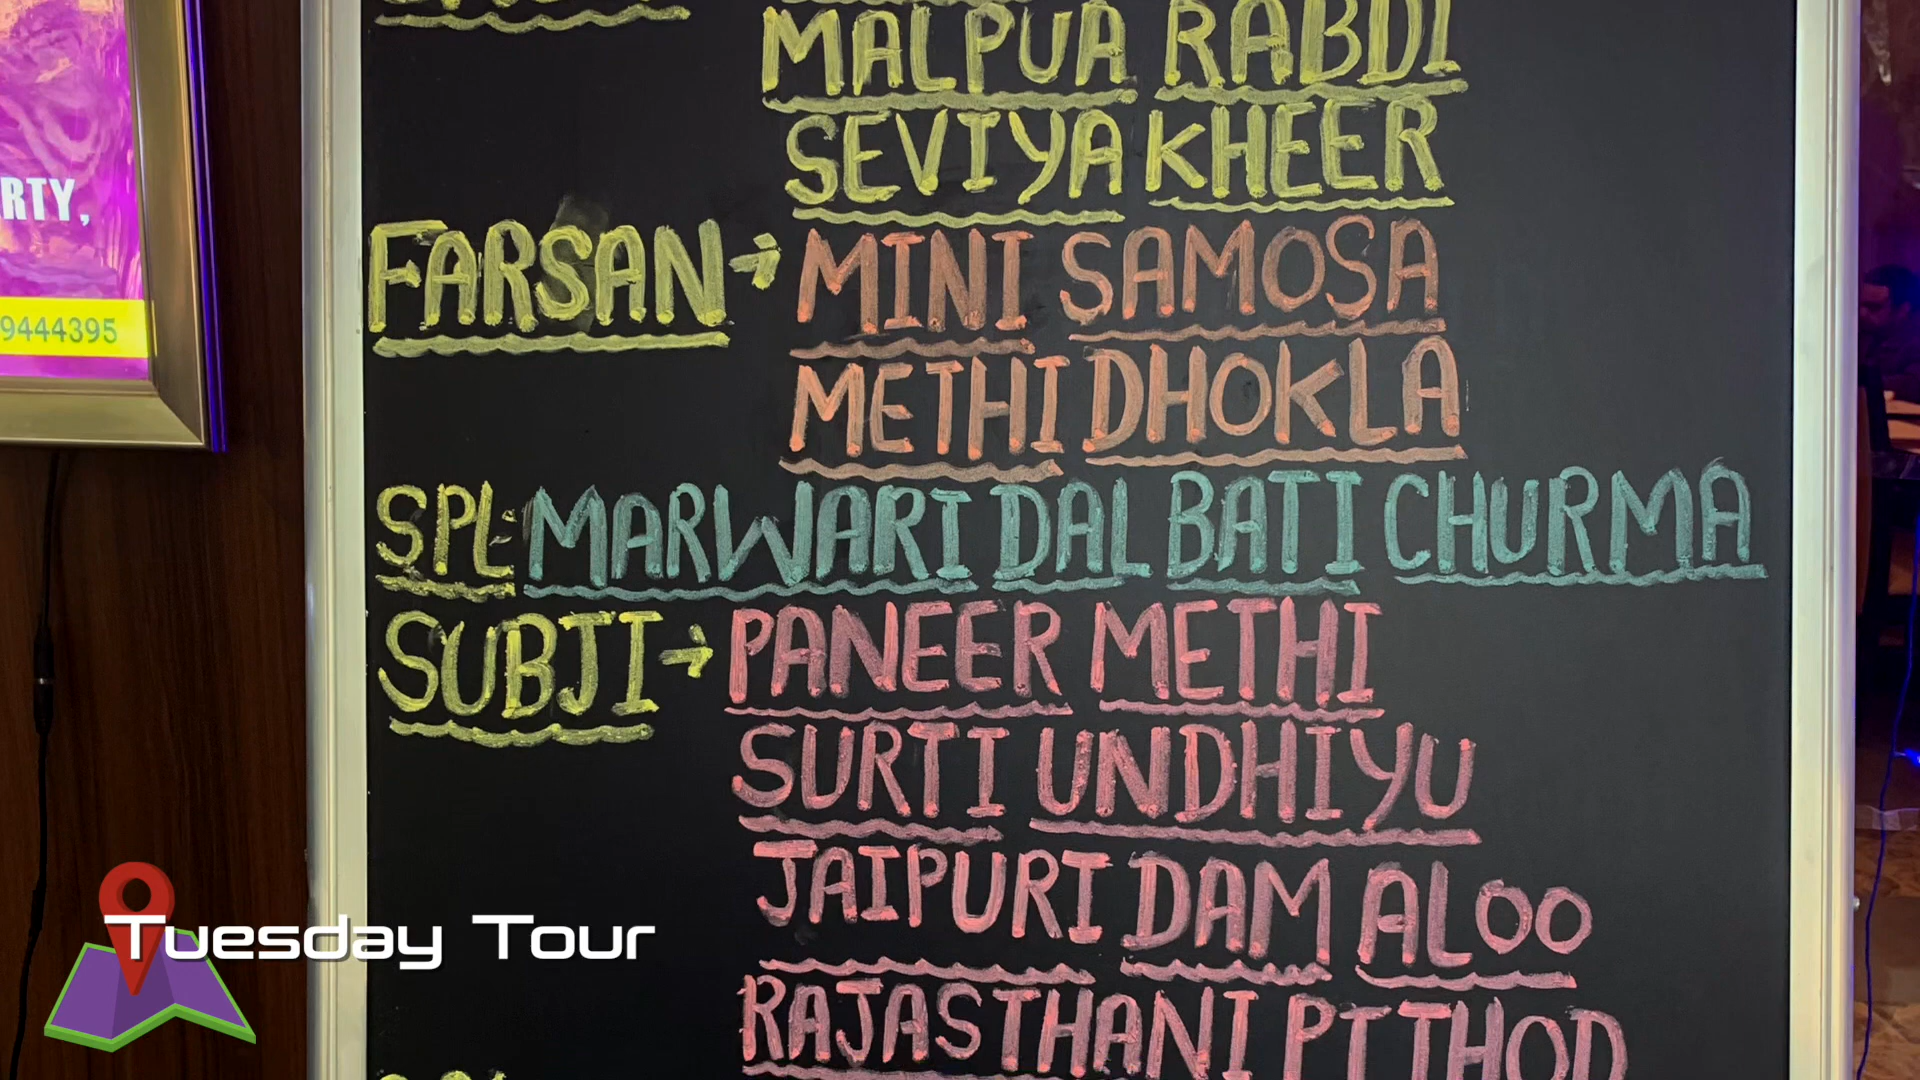 MALPUA RABDI
SEVIYA KHEER
FARSAN → MINI SAMOSA
METHI DHOKLA
SPL:- MARWARI DAL BATI CHURMA
SUBJI → PANEER METHI
SURTI UNDHIYU
JAIPURI DAM ALOO
RAJASTHANI PITTHOD
RTY,
9444395
Tuesday Tour